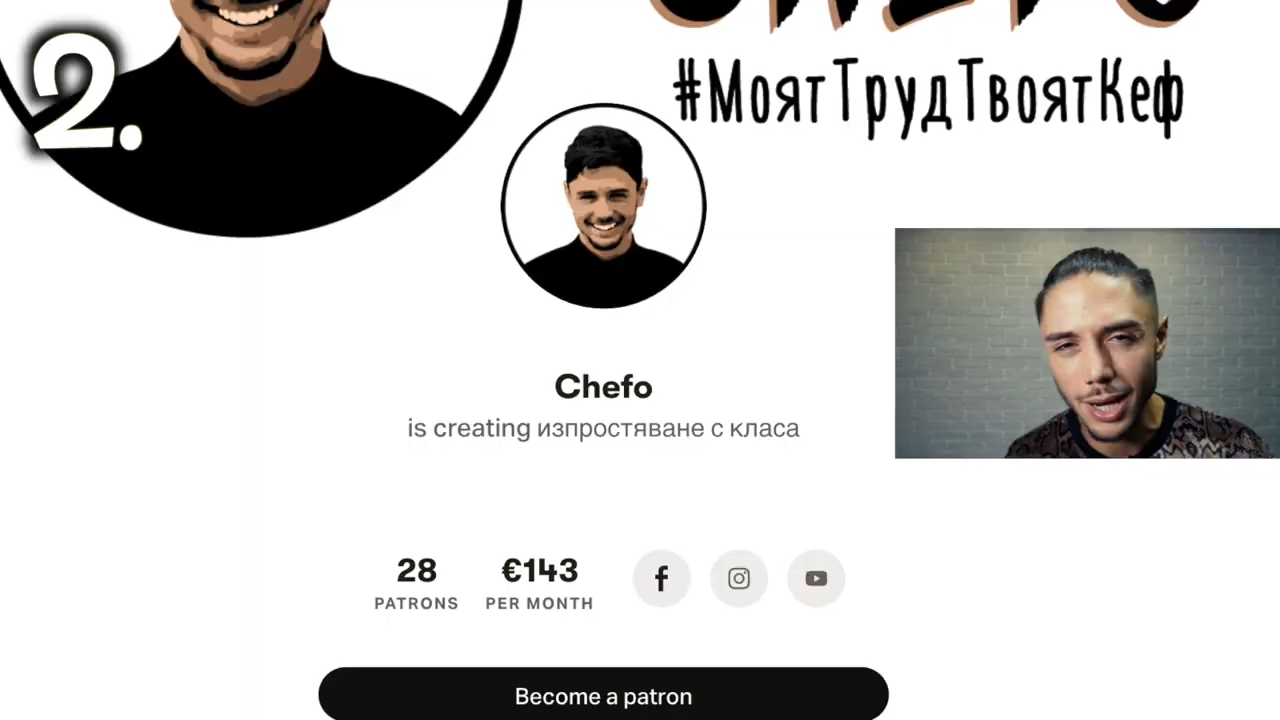 2.
#МоятТрудТвоятКеф
Chefo
is creating изпростяване с класа
28
PATRONS
€143
PER MONTH
Become a patron